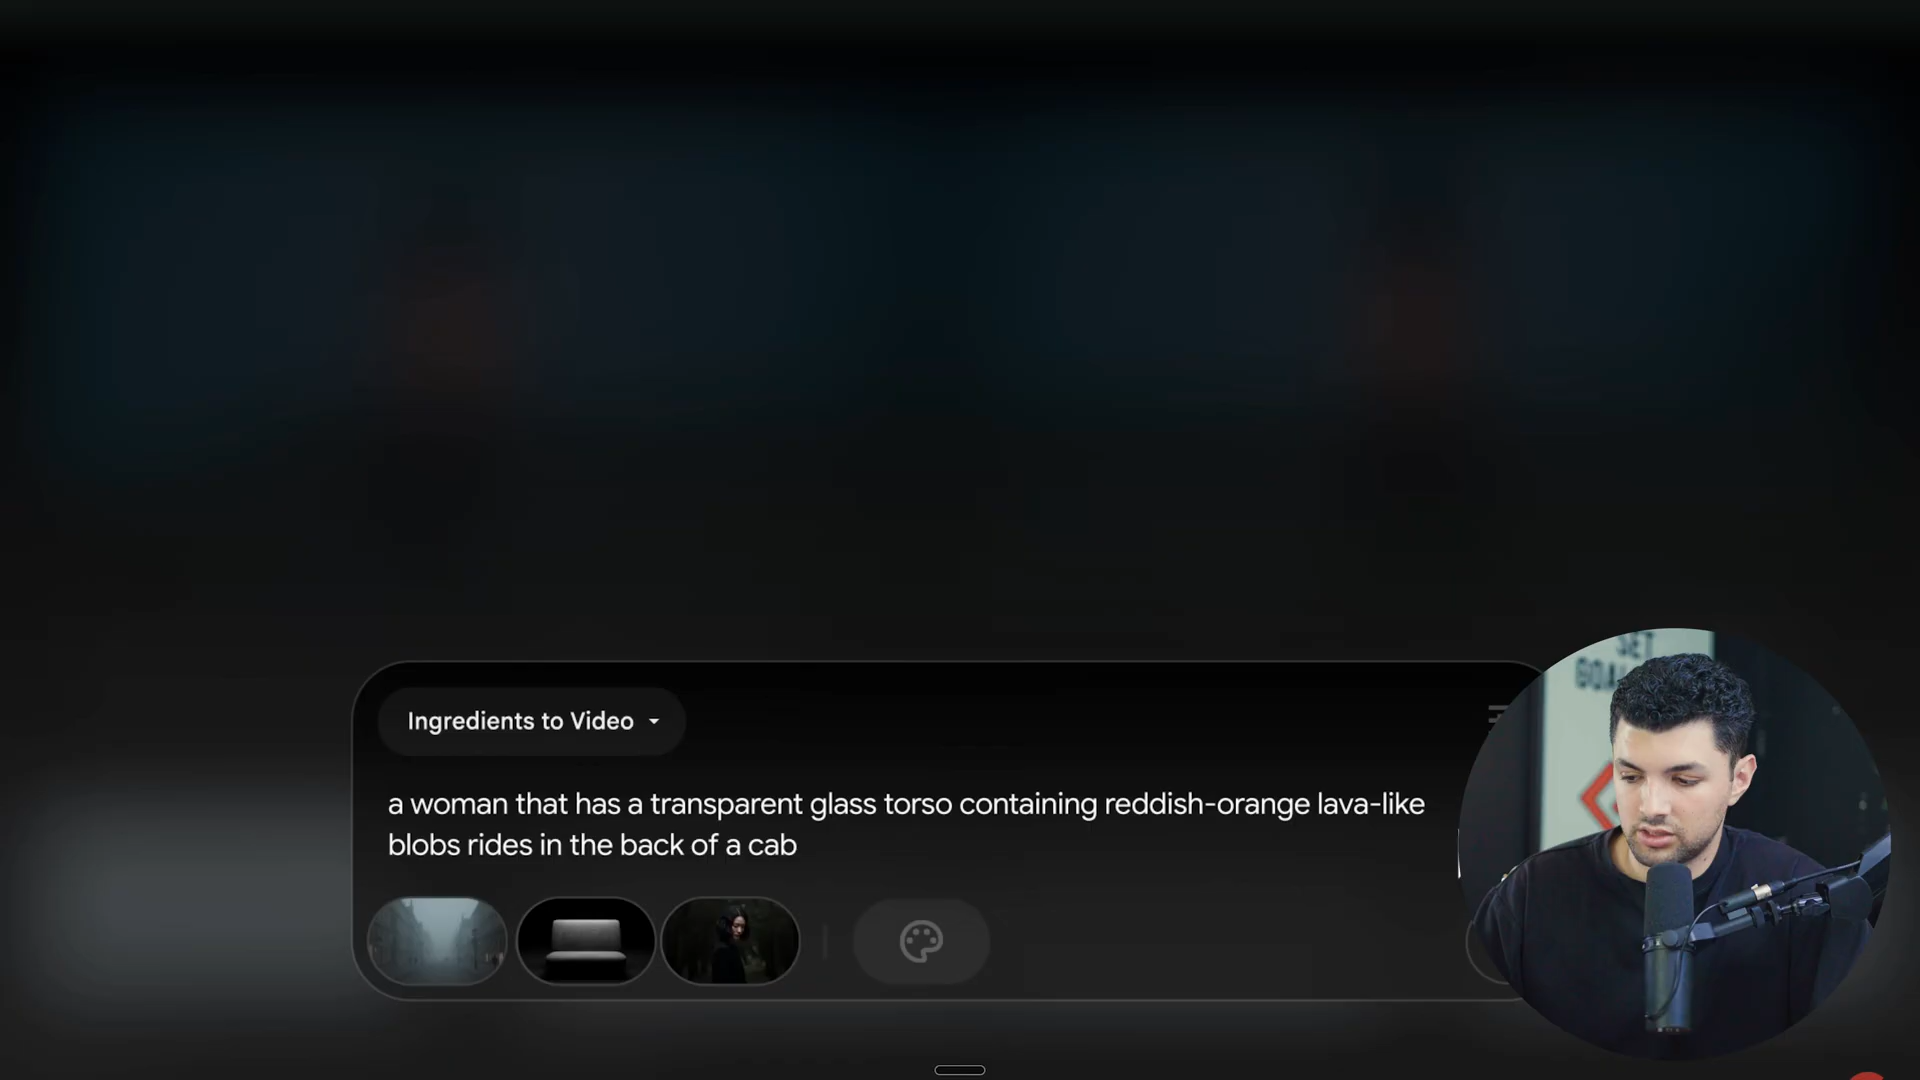 Ingredients to Video
a woman that has a transparent glass torso containing reddish-orange lava-like
blobs rides in the back of a cab
SET